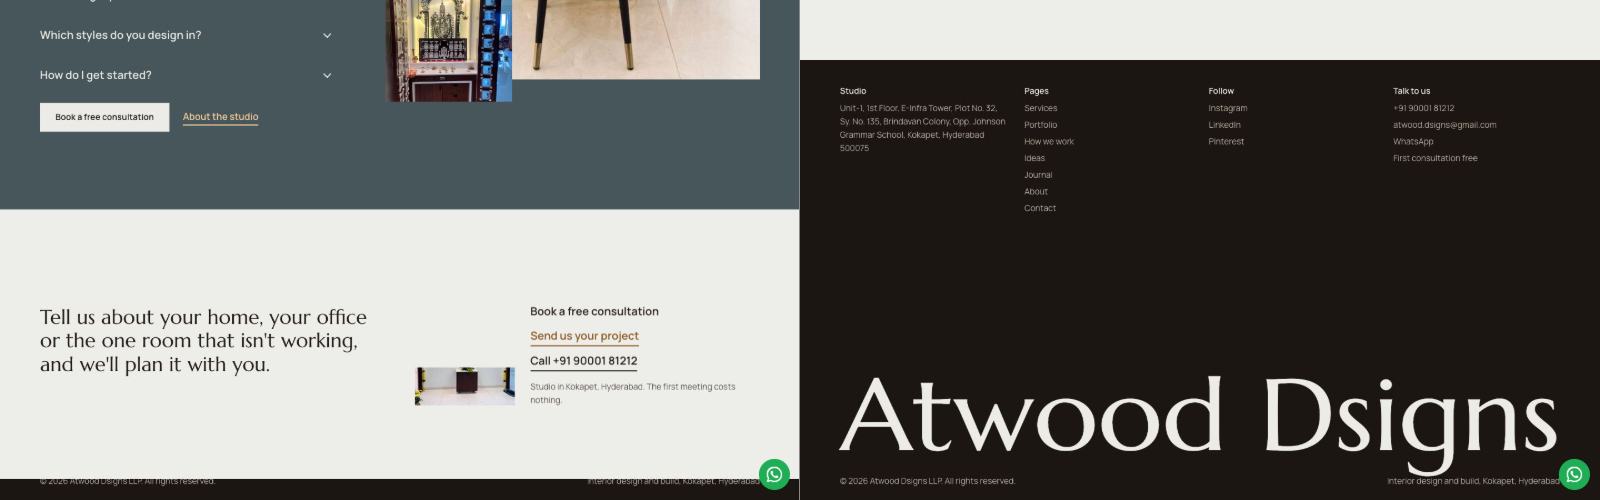 Which styles do you design in?
How do I get started?
Book a free consultation
About the studio
Tell us about your home, your office
or the one room that isn't working,
and we'll plan it with you.
Book a free consultation
Send us your project
Call +91 90001 81212
Studio in Kokapet, Hyderabad. The first meeting costs
nothing.
© 2026 Atwood Dsigns LLP. All rights reserved.
Interior design and build, Kokapet, Hyderabad
Studio
Unit-1, 1st Floor, E-Infra Tower, Plot No. 32,
Sy. No. 135, Brindavan Colony, Opp. Johnson
Grammar School, Kokapet, Hyderabad
500075
Pages
Services
Portfolio
How we work
Ideas
Journal
About
Contact
Follow
Instagram
LinkedIn
Pinterest
Talk to us
+91 90001 81212
atwood.dsigns@gmail.com
WhatsApp
First consultation free
Atwood Dsigns
© 2026 Atwood Dsigns LLP. All rights reserved.
Interior design and build, Kokapet, Hyderabad